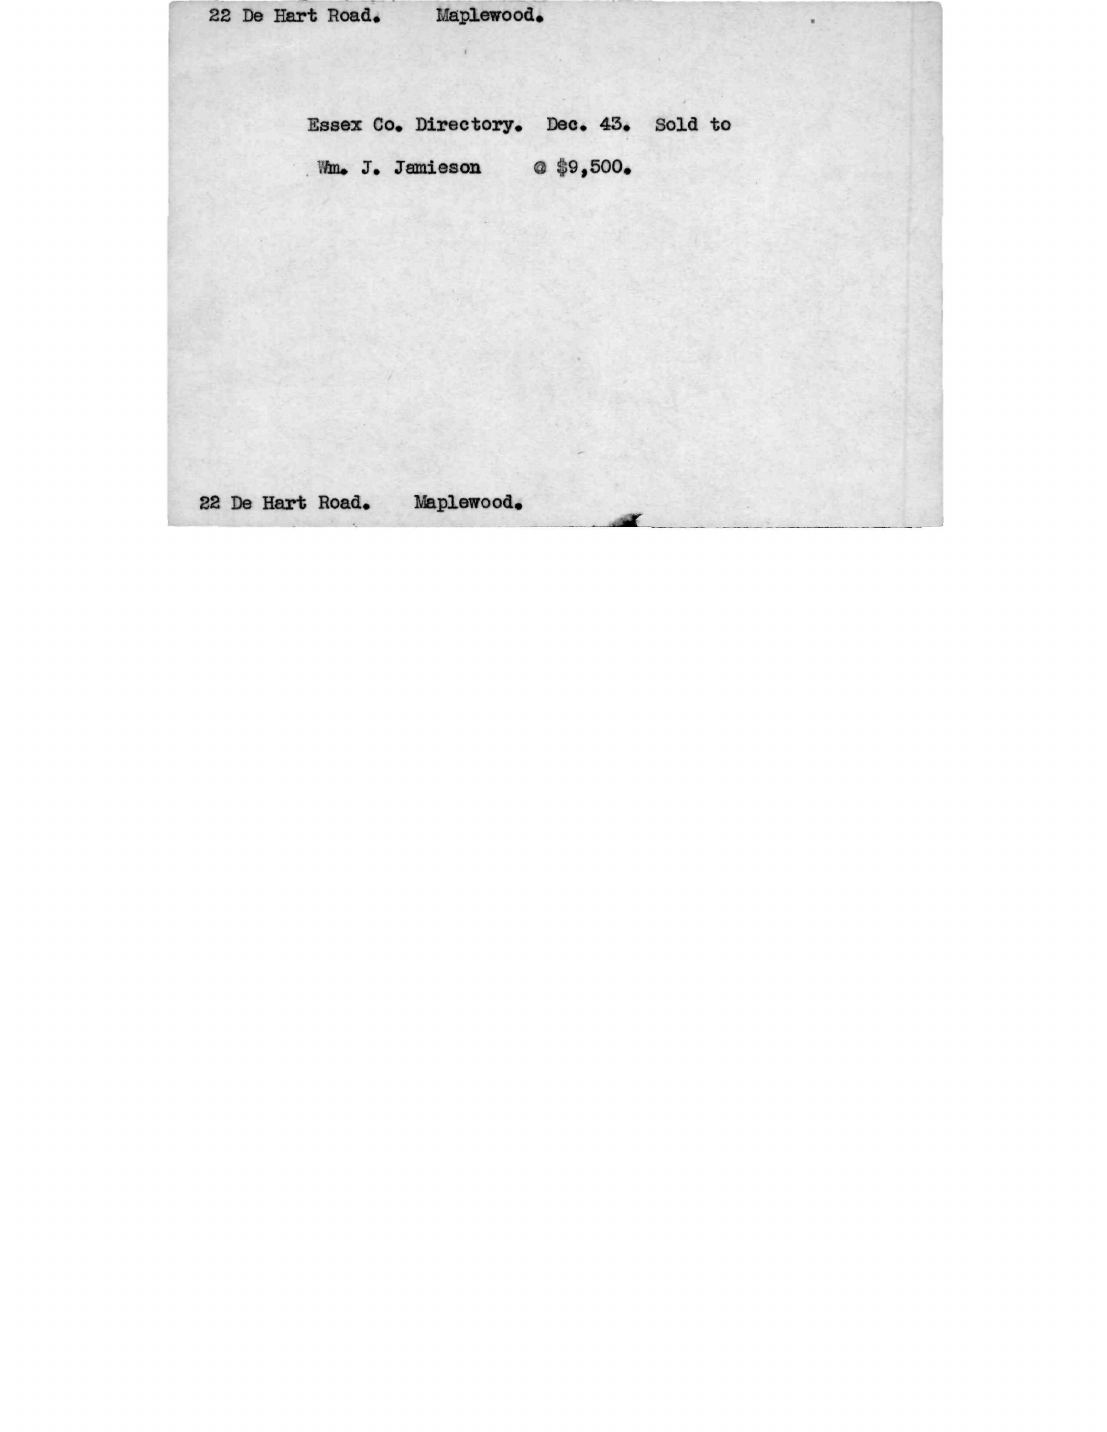 22 De Hart Road. Maplewood.
Essex Co. Directory. Dec. 43. Sold to
Wm. J. Jamieson @ $9,500.
22 De Hart Road. Maplewood.